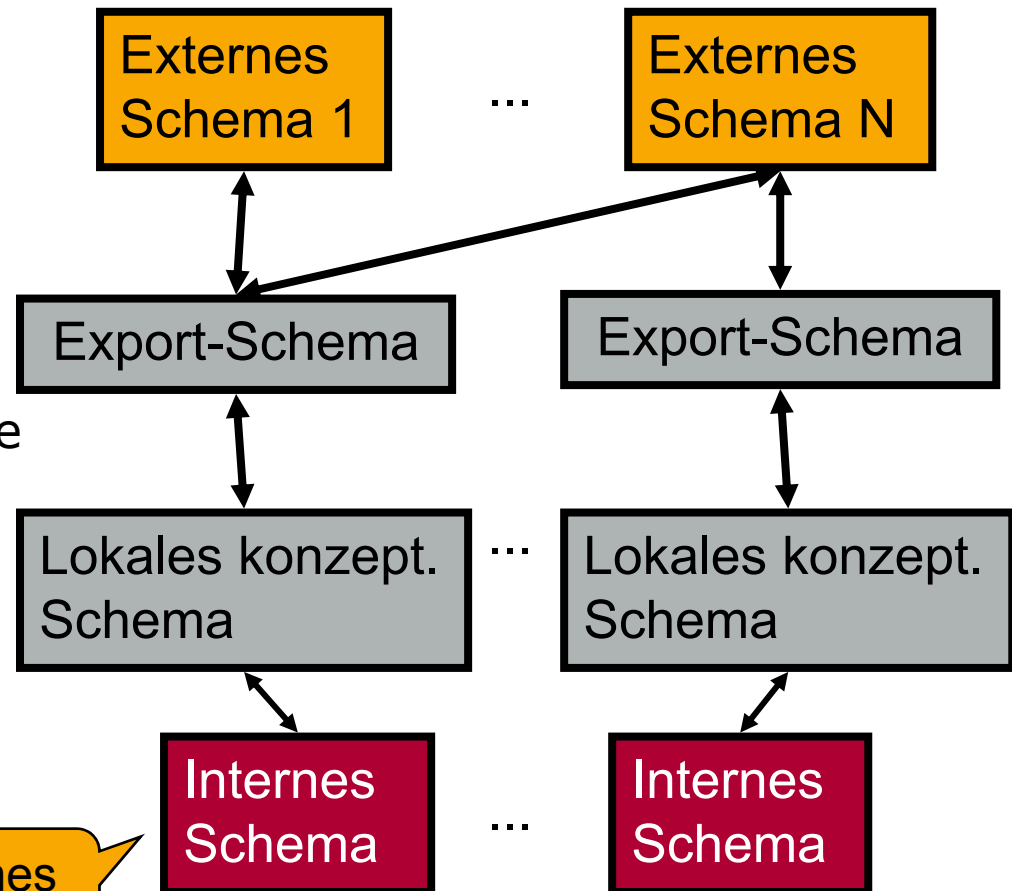 Externes
Schema 1
...
Externes
Schema N
Export-Schema
Export-Schema
Lokales konzept.
Schema
...
Lokales konzept.
Schema
Internes
Schema
...
Internes
Schema